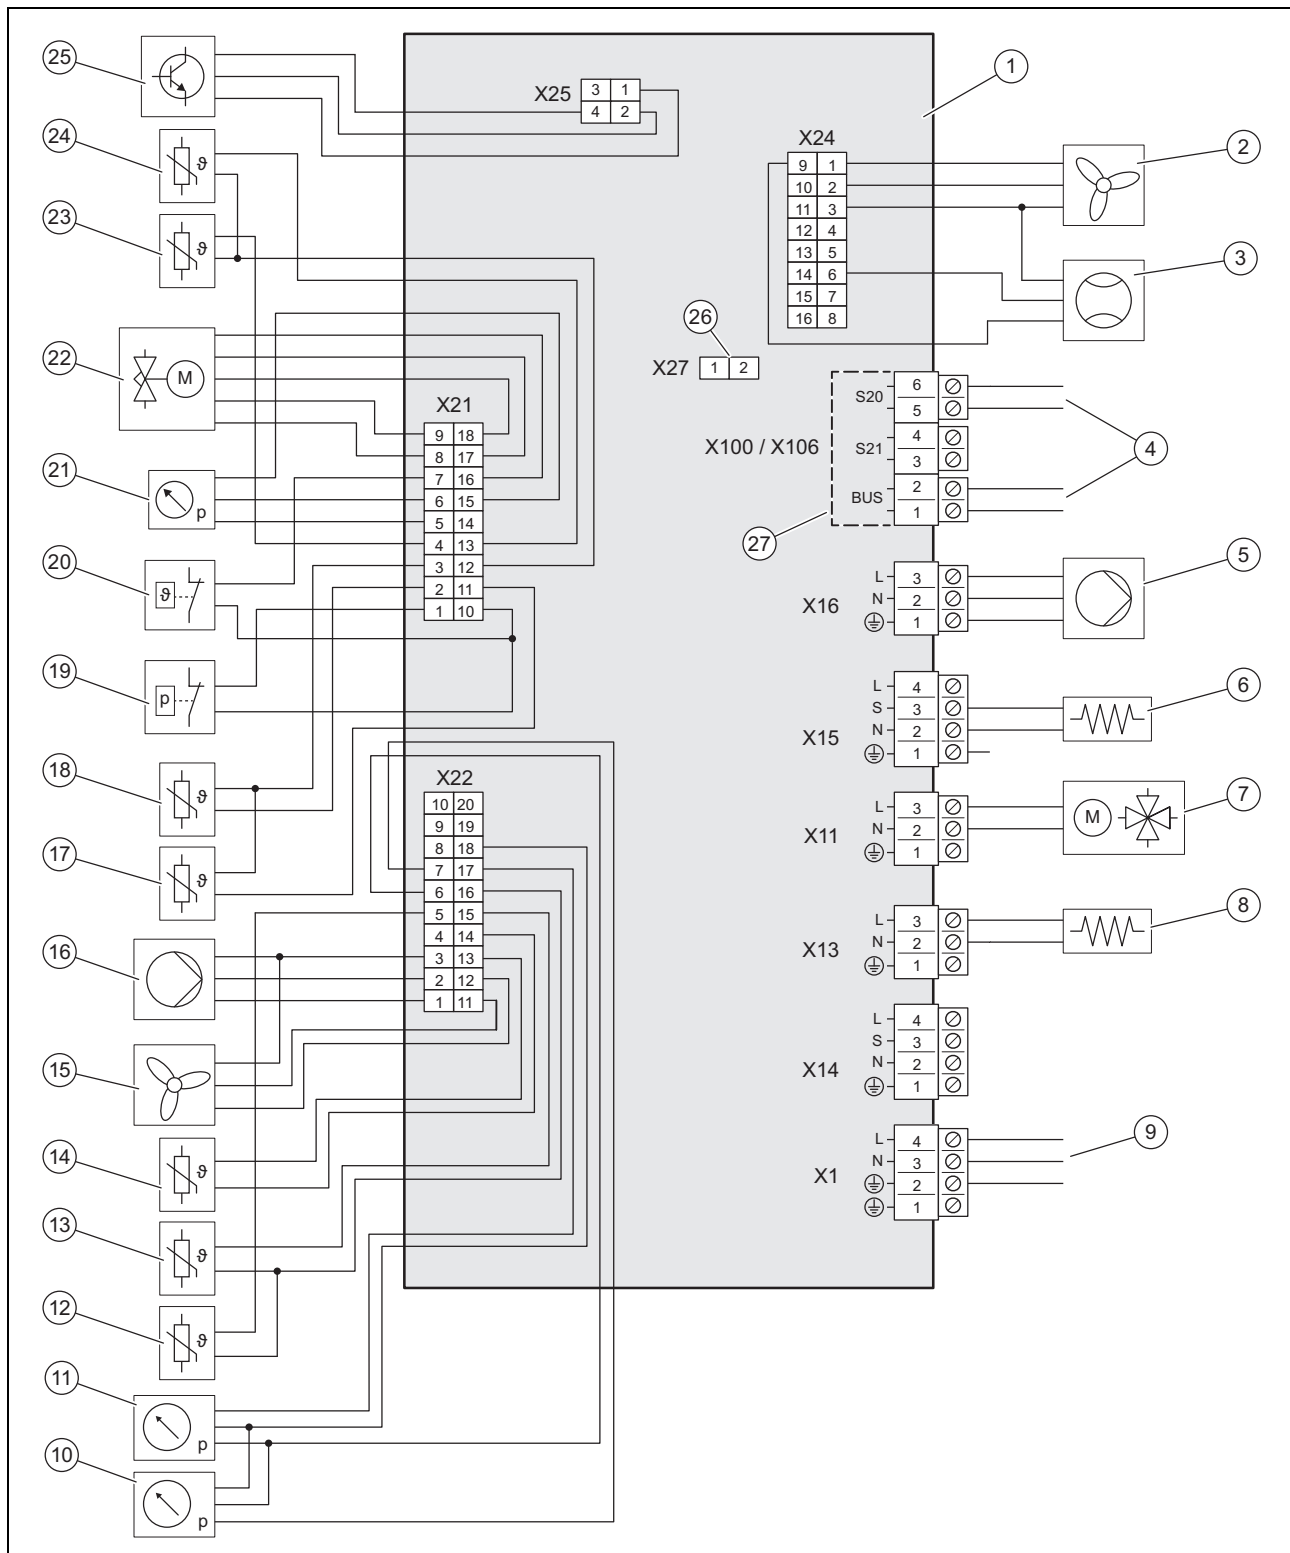 25
24
23
22
M
21
p
20
ϑ
19
p
18
ϑ
17
ϑ
16
15
14
ϑ
13
ϑ
12
ϑ
11
p
10
p
ϑ
ϑ
X25
3 1
4 2
X21
9 18
8 17
7 16
6 15
5 14
4 13
3 12
2 11
1 10
X22
10 20
9 19
8 18
7 17
6 16
5 15
4 14
3 13
2 12
1 11
X24
9 1
10 2
11 3
12 4
13 5
14 6
15 7
16 8
26
X27 1 2
X100 / X106
S20
6
5
S21
4
3
BUS
2
1
27
X16
L 3
N 2
1
X15
L 4
S 3
N 2
1
X11
L 3
N 2
1
X13
L 3
N 2
1
X14
L 4
S 3
N 2
1
X1
L 4
N 3
2
1
1
2
3
4
5
6
7
M
8
9